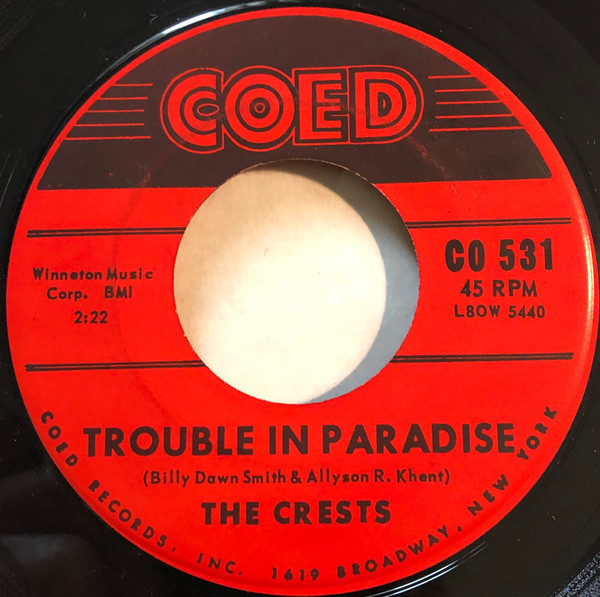 COED
Winneton Music
Corp. BMI
2:22
CO 531
45 RPM
L8OW 5440
TROUBLE IN PARADISE
(Billy Dawn Smith & Allyson R. Khent)
THE CRESTS
COED RECORDS, INC. 1619 BROADWAY, NEW YORK